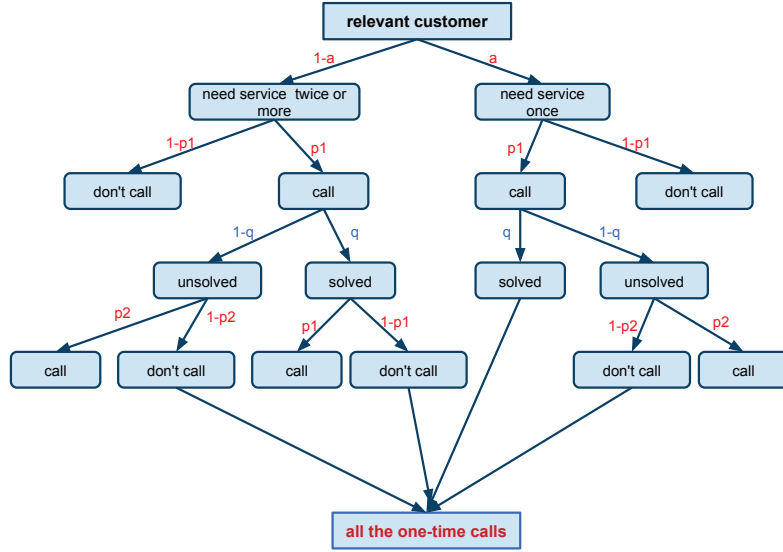 relevant customer
1-a
a
need service twice or
more
need service
once
1-p1
p1
p1
1-p1
don't call
call
call
don't call
1-q
q
q
1-q
unsolved
solved
solved
unsolved
p2
1-p2
p1
1-p1
1-p2
p2
call
don't call
call
don't call
don't call
call
all the one-time calls